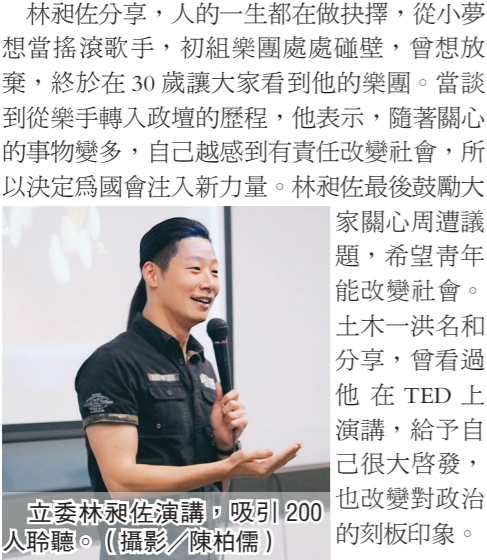 林昶佐分享，人的一生都在做抉擇，從小夢
想當搖滾歌手，初組樂團處處碰壁，曾想放
棄，終於在 30 歲讓大家看到他的樂團。當談
到從樂手轉入政壇的歷程，他表示，隨著關心
的事物變多，自己越感到有責任改變社會，所
以決定為國會注入新力量。林昶佐最後鼓勵大
家關心周遭議
題，希望青年
能改變社會。
土木一洪名和
分享，曾看過
他在 TED 上
演講，給予自
己很大啟發，
也改變對政治
的刻板印象。
立委林昶佐演講，吸引 200
人聆聽。（攝影／陳柏儒）